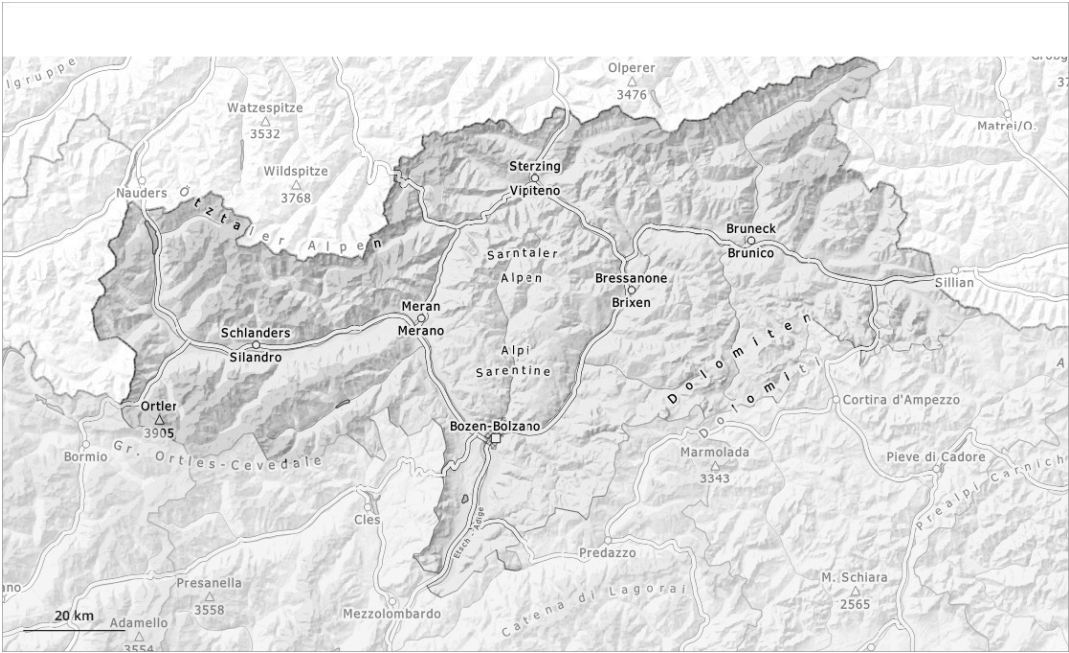 lgruppe
Olperer
3476
Watzespitze
3532
Matrei/O.
Wildspitze
3768
Sterzing
Vipiteno
Nauders
Ötztaler Alpen
Bruneck
Brunico
Sarntaler
Alpen
Bressanone
Brixen
Sillian
Meran
Merano
Schlanders
Silandro
Dolomiten
Alpi
Sarentine
Dolomiti
Ortler
3905
Cortina d'Ampezzo
Bozen-Bolzano
Gr. Ortles-Cevedale
Bormio
Marmolada
3343
Pieve di Cadore
Prealpi Carnich
Cles
Etsch - Adige
Predazzo
Presanella
3558
M. Schiara
2565
Catena di Lagorai
Mezzolombardo
20 km
Adamello
3554